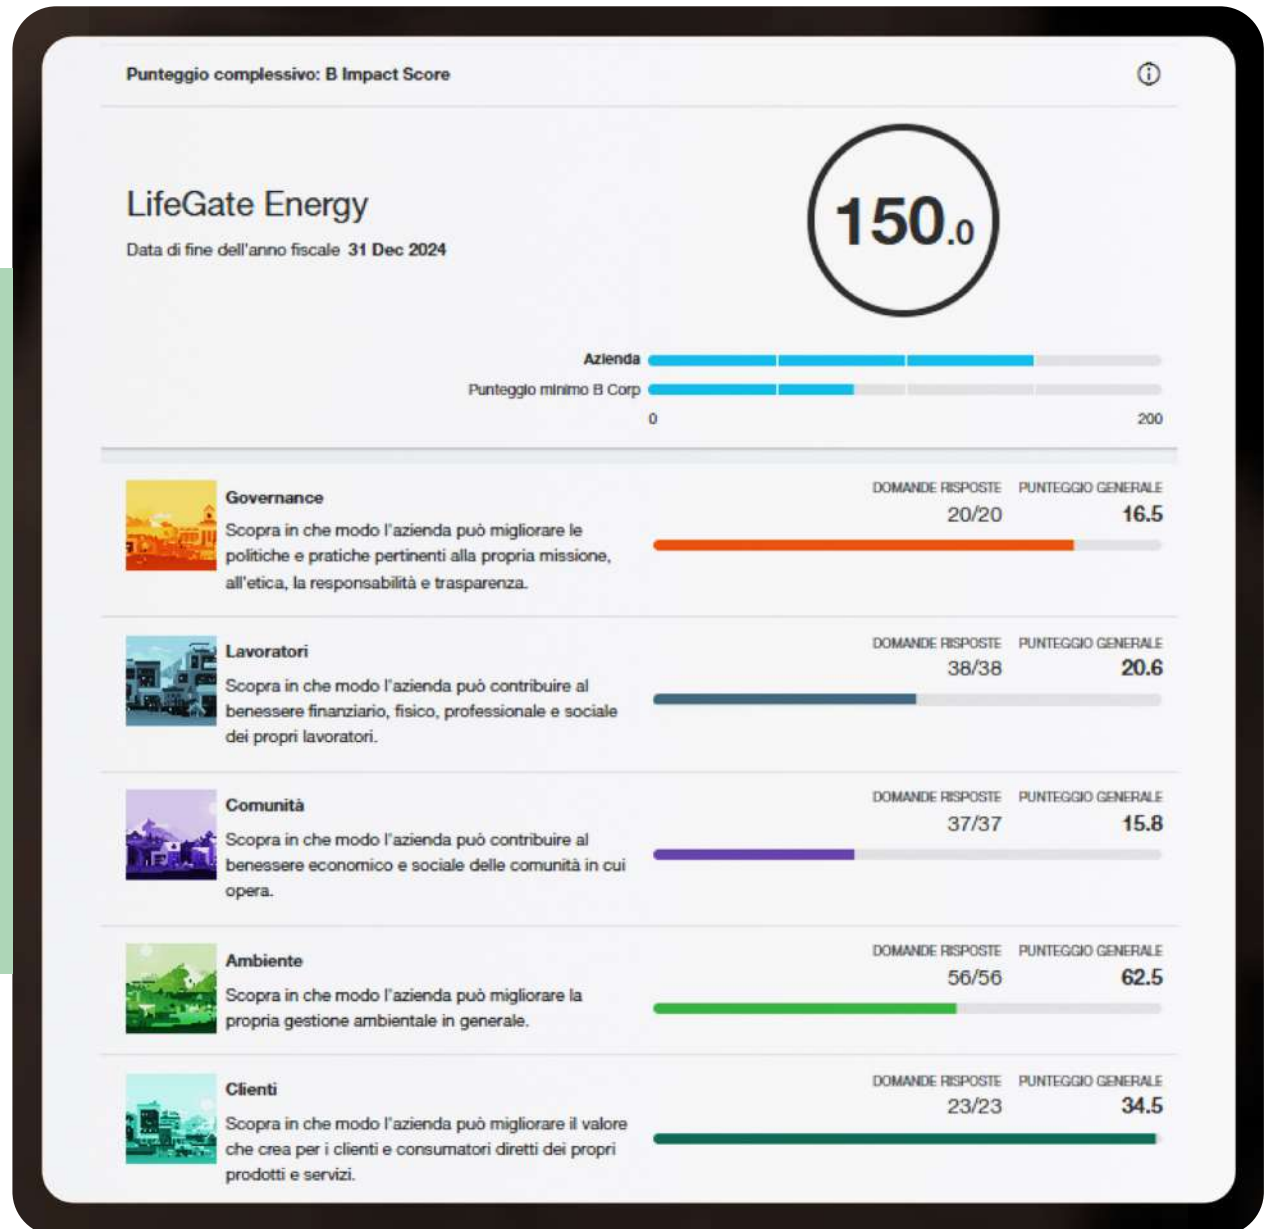 Punteggio complessivo: B Impact Score
LifeGate Energy
150.0
Data di fine dell'anno fiscale 31 Dec 2024
Azienda
Punteggio minimo B Corp
0 200
Governance
Scopra in che modo l'azienda può migliorare le
politiche e pratiche pertinenti alla propria missione,
all'etica, la responsabilità e trasparenza.
DOMANDE RISPOSTE PUNTEGGIO GENERALE
20/20 16.5
Lavoratori
Scopra in che modo l'azienda può contribuire al
benessere finanziario, fisico, professionale e sociale
dei propri lavoratori.
DOMANDE RISPOSTE PUNTEGGIO GENERALE
38/38 20.6
Comunità
Scopra in che modo l'azienda può contribuire al
benessere economico e sociale delle comunità in cui
opera.
DOMANDE RISPOSTE PUNTEGGIO GENERALE
37/37 15.8
Ambiente
Scopra in che modo l'azienda può migliorare la
propria gestione ambientale in generale.
DOMANDE RISPOSTE PUNTEGGIO GENERALE
56/56 62.5
Clienti
Scopra in che modo l'azienda può migliorare il valore
che crea per i clienti e consumatori diretti dei propri
prodotti e servizi.
DOMANDE RISPOSTE PUNTEGGIO GENERALE
23/23 34.5